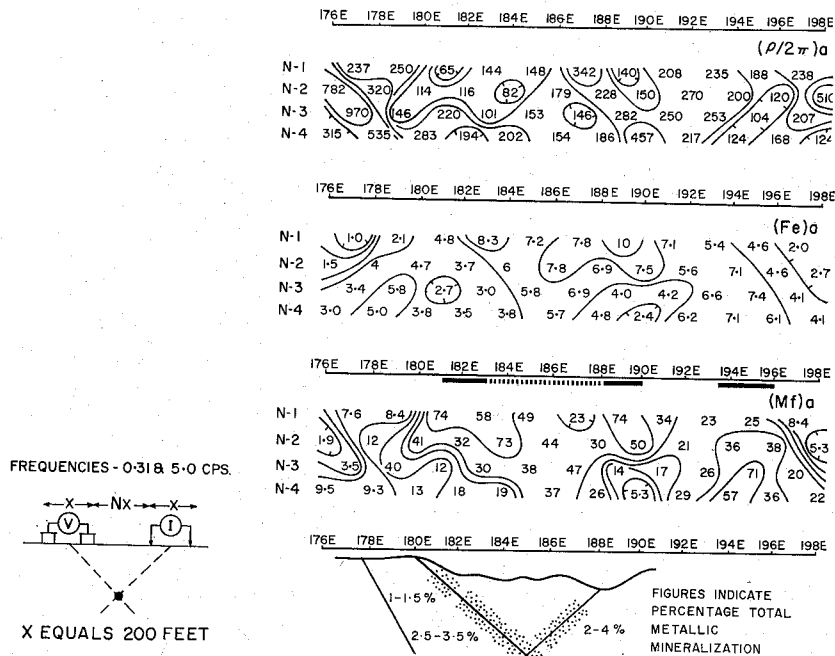 176E 178E 180E 182E 184E 186E 188E 190E 192E 194E 196E 198E
(ρ/2π)a
N-1 237 250 65 144 148 342 140 208 235 188 238
N-2 782 320 114 116 82 179 228 150 270 200 120 510
N-3 970 146 220 101 153 146 282 250 253 104 207
N-4 315 535 283 194 202 154 186 457 217 124 168 124
176E 178E 180E 182E 184E 186E 188E 190E 192E 194E 196E 198E
(Fe)a
N-1 1·0 2·1 4·8 8·3 7·2 7·8 10 7·1 5·4 4·6 2·0
N-2 1·5 4 4·7 3·7 6 7·8 6·9 7·5 5·6 7·1 4·6 2·7
N-3 3·4 5·8 2·7 3·0 5·8 6·9 4·0 4·2 6·6 7·4 4·1
N-4 3·0 5·0 3·8 3·5 3·8 5·7 4·8 2·4 6·2 7·1 6·1 4·1
176E 178E 180E 182E 184E 186E 188E 190E 192E 194E 196E 198E
(Mf)a
N-1 7·6 8·4 74 58 49 23 74 34 23 25 8·4
N-2 1·9 12 41 32 73 44 30 50 21 36 38 5·3
N-3 3·5 40 12 30 38 47 14 17 26 71 20
N-4 9·5 9·3 13 18 19 37 26 5·3 29 57 36 22
FREQUENCIES - 0·31 & 5·0 CPS.
X NX X
V I
X EQUALS 200 FEET
176E 178E 180E 182E 184E 186E 188E 190E 192E 194E 196E 198E
1-1·5%
2·5-3·5%
2-4%
FIGURES INDICATE
PERCENTAGE TOTAL
METALLIC
MINERALIZATION